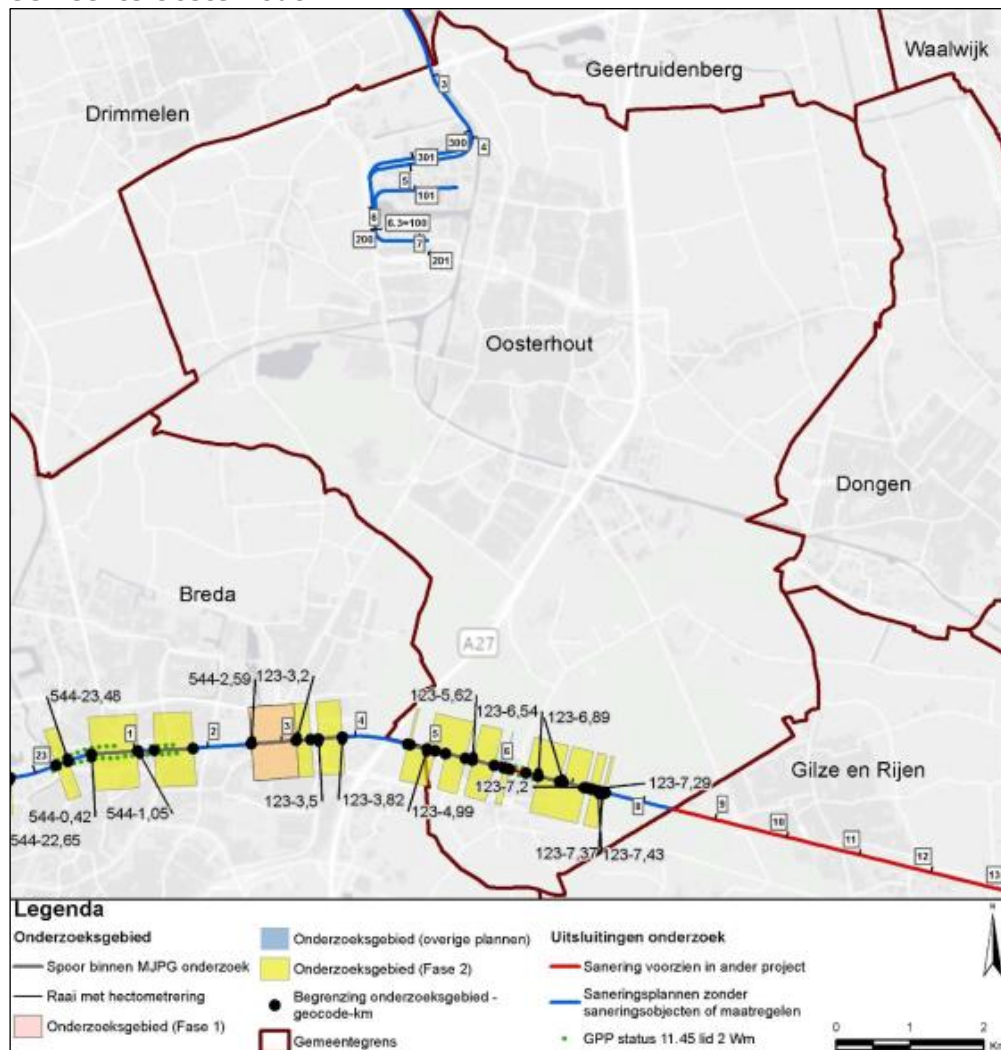 Waalwijk
Geertruidenberg
Drimmelen
3
300
4
301
5
101
6
6.3=100
200
7
201
Oosterhout
Dongen
Breda
A27
544-2,59
123-3,2
123-5,62
544-23,48
123-6,54
123-6,89
1
2
3
4
5
6
23
Gilze en Rijen
123-7,2
123-7,29
8
9
10
11
12
13
544-0,42
544-1,05
123-3,5
123-3,82
123-4,99
544-22,65
123-7,37
123-7,43
Legenda
Onderzoeksgebied
Spoor binnen MJPG onderzoek
Raai met hectometrering
Onderzoeksgebied (Fase 1)
Onderzoeksgebied (overige plannen)
Onderzoeksgebied (Fase 2)
Begrenzing onderzoeksgebied -
geocode-km
Gemeentegrens
Uitsluitingen onderzoek
Sanering voorzien in ander project
Saneringsplannen zonder
saneringsobjecten of maatregelen
GPP status 11.45 lid 2 Wm
N
0 1 2